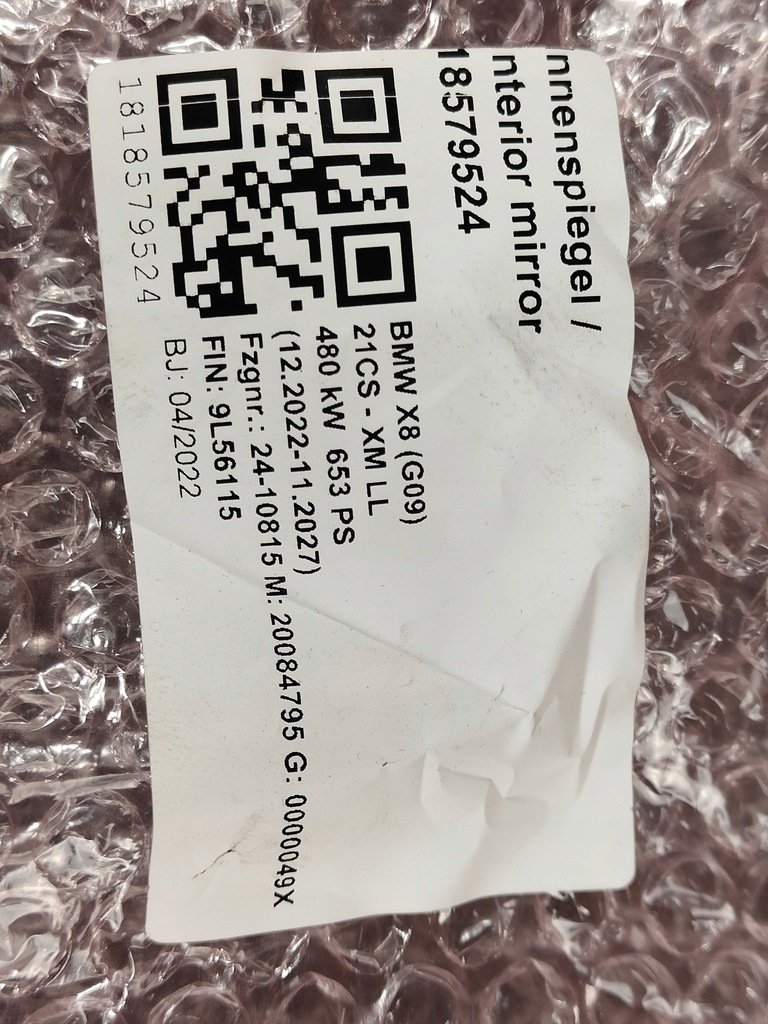 nnenspiegel /
nterior mirror
18579524
BMW X8 (G09)
21CS - XM LL
480 kW 653 PS
(12.2022-11.2027)
Fzgnr.: 24-10815 M: 20084795 G: 0000049X
FIN: 9L56115
BJ: 04/2022
1818579524